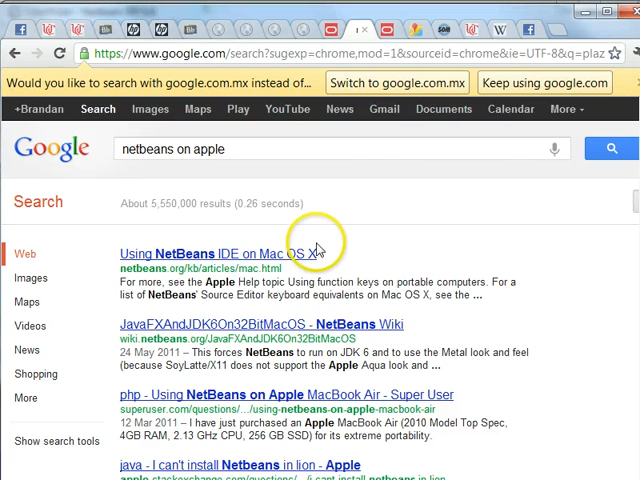 https://www.google.com/search?sugexp=chrome,mod=1&sourceid=chrome&ie=UTF-8&q=plaz
Would you like to search with google.com.mx instead of...
Switch to google.com.mx
Keep using google.com
+Brandan Search Images Maps Play YouTube News Gmail Documents Calendar More
Google
netbeans on apple
Search
About 5,550,000 results (0.26 seconds)
Web
Images
Maps
Videos
News
Shopping
More
Show search tools
Using NetBeans IDE on Mac OS X
netbeans.org/kb/articles/mac.html
For more, see the Apple Help topic Using function keys on portable computers. For a
list of NetBeans' Source Editor keyboard equivalents on Mac OS X, see the ...
JavaFXAndJDK6On32BitMacOS - NetBeans Wiki
wiki.netbeans.org/JavaFXAndJDK6On32BitMacOS
24 May 2011 – This forces NetBeans to run on JDK 6 and to use the Metal look and feel
(because SoyLatte/X11 does not support the Apple Aqua look and ...
php - Using NetBeans on Apple MacBook Air - Super User
superuser.com/questions/.../using-netbeans-on-apple-macbook-air
12 Mar 2011 – I have just purchased an Apple MacBook Air (2010 Model Top Spec,
4GB RAM, 2.13 GHz CPU, 256 GB SSD) for its extreme portability.
java - I can't install Netbeans in lion - Apple
apple.stackexchange.com/questions/.../i-cant-install-netbeans-in-lion